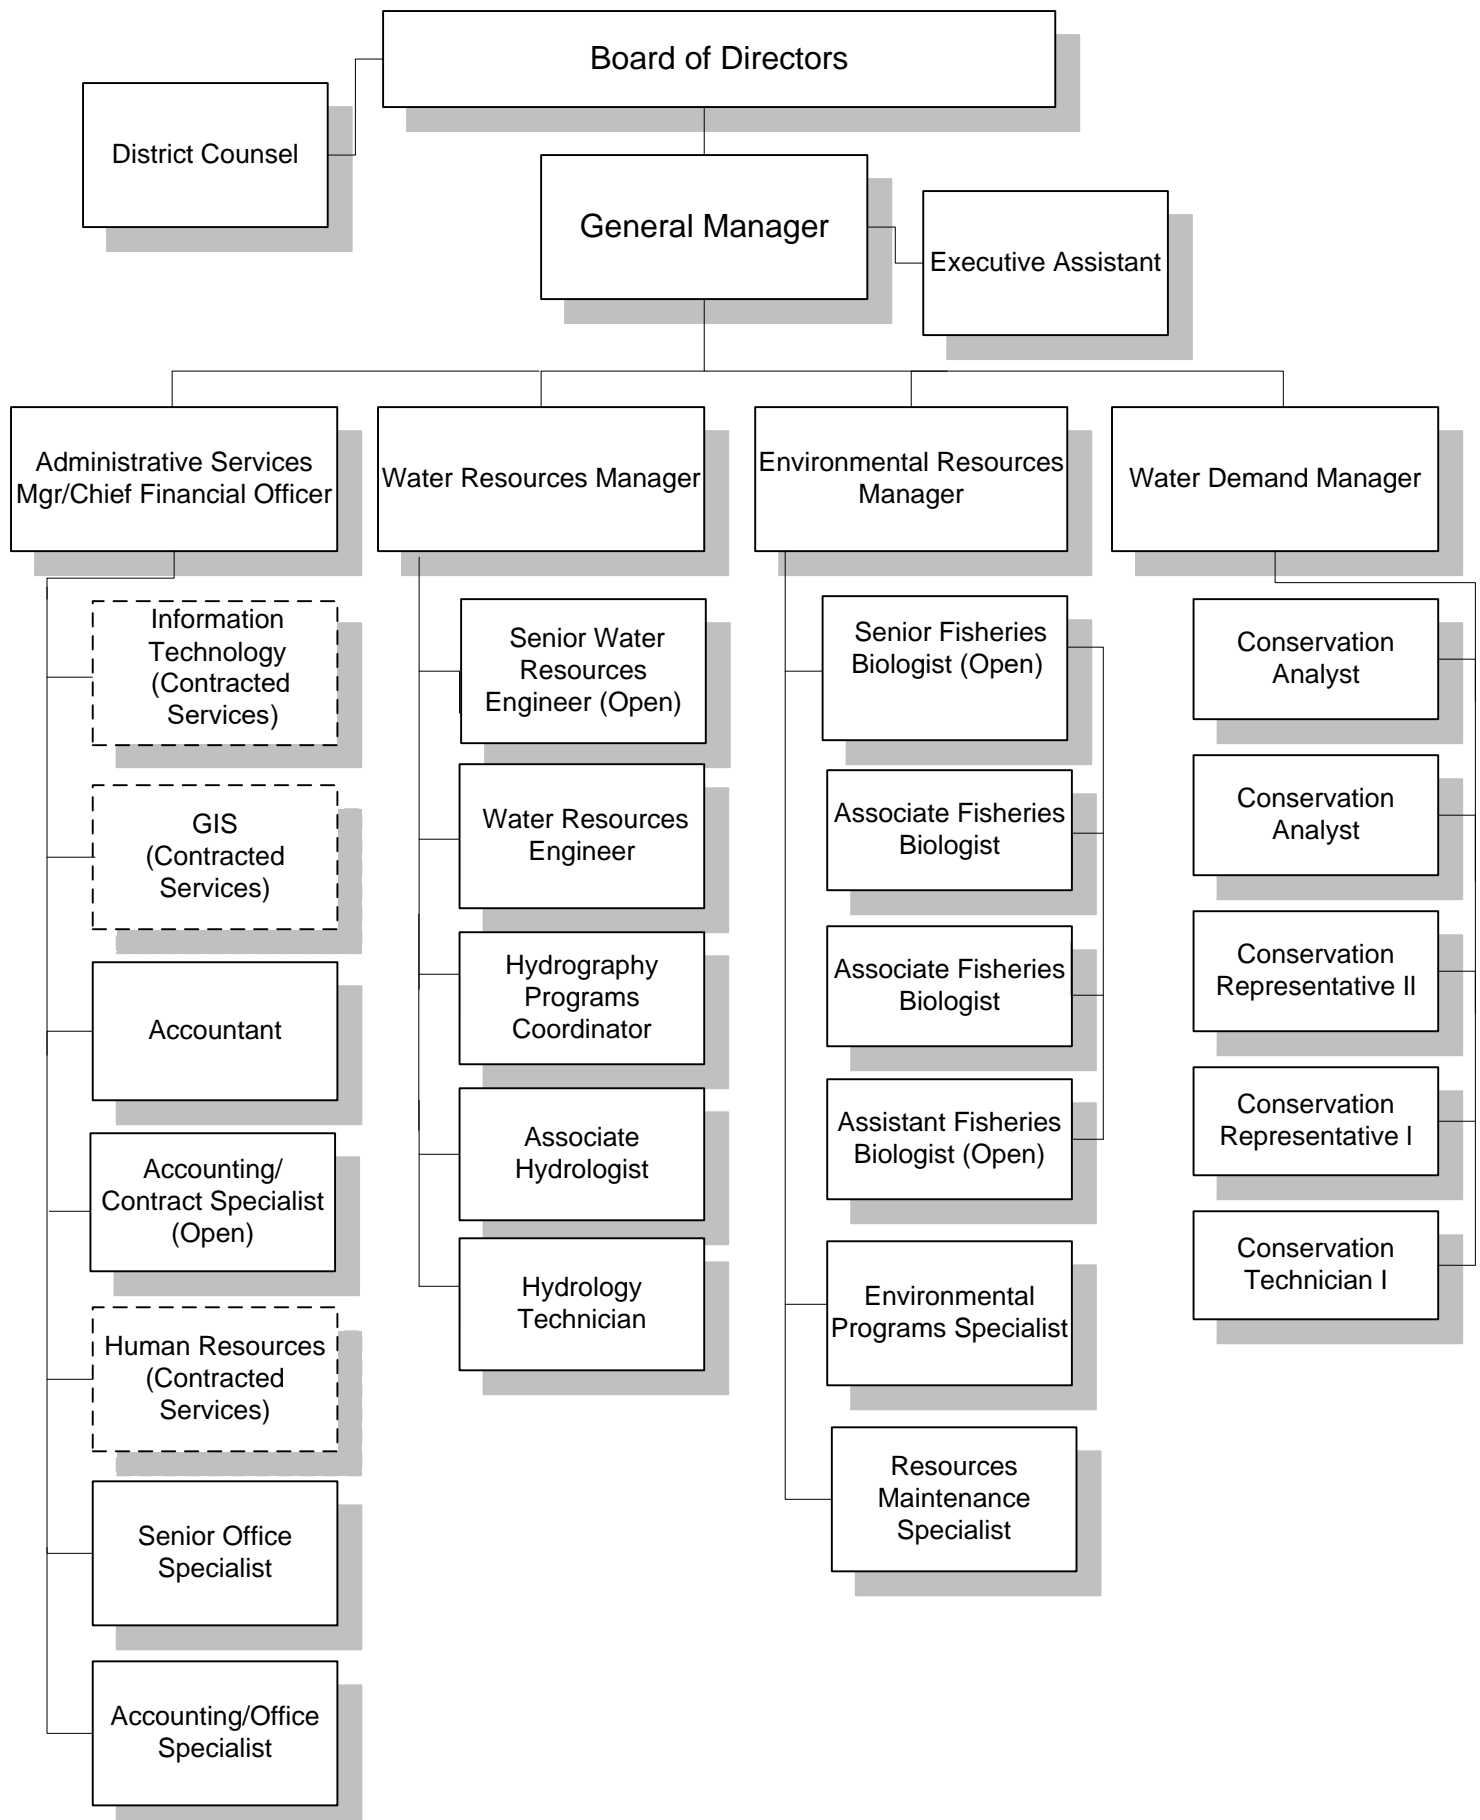 Board of Directors
District Counsel
General Manager
Executive Assistant
Administrative Services
Mgr/Chief Financial Officer
Water Resources Manager
Environmental Resources
Manager
Water Demand Manager
Information
Technology
(Contracted
Services)
GIS
(Contracted
Services)
Accountant
Accounting/
Contract Specialist
(Open)
Human Resources
(Contracted
Services)
Senior Office
Specialist
Accounting/Office
Specialist
Senior Water
Resources
Engineer (Open)
Water Resources
Engineer
Hydrography
Programs
Coordinator
Associate
Hydrologist
Hydrology
Technician
Senior Fisheries
Biologist (Open)
Associate Fisheries
Biologist
Associate Fisheries
Biologist
Assistant Fisheries
Biologist (Open)
Environmental
Programs Specialist
Resources
Maintenance
Specialist
Conservation
Analyst
Conservation
Analyst
Conservation
Representative II
Conservation
Representative I
Conservation
Technician I